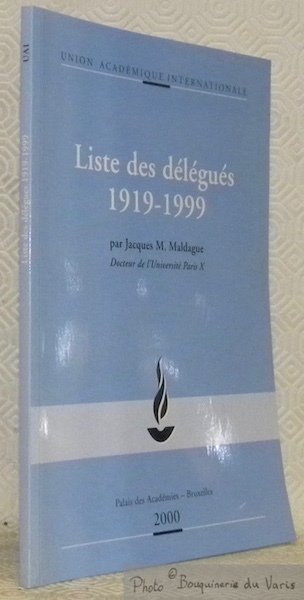 UNION ACADÉMIQUE INTERNATIONALE
Liste des délégués
1919-1999
par Jacques M. Maldague
Docteur de l'Université Paris X
Palais des Académies – Bruxelles
2000
UAI
Liste des délégués 1919-1999
Photo © Bouquinerie du Varis